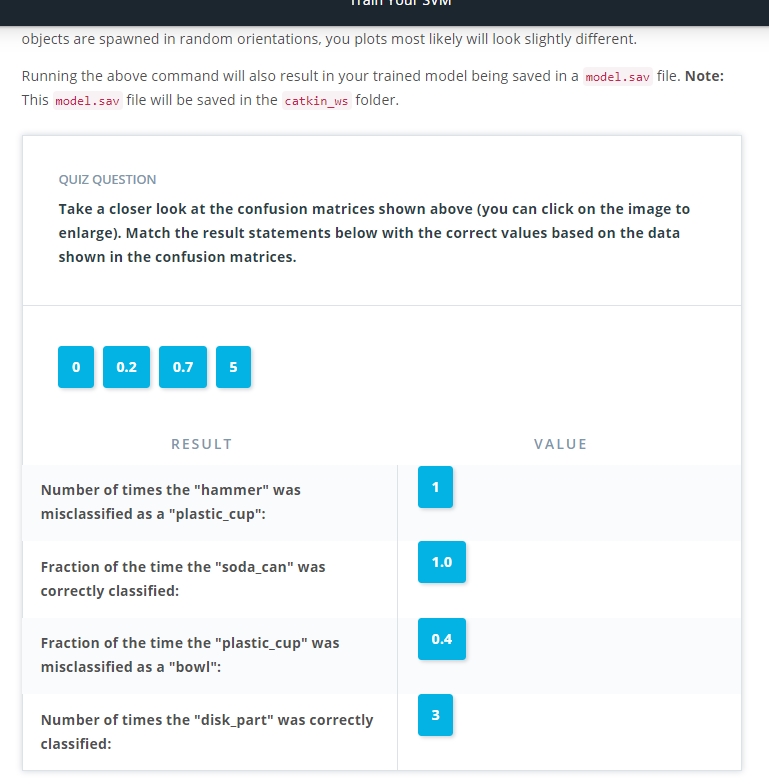 Train Your SVM
objects are spawned in random orientations, you plots most likely will look slightly different.
Running the above command will also result in your trained model being saved in a model.sav file. Note:
This model.sav file will be saved in the catkin_ws folder.
QUIZ QUESTION
Take a closer look at the confusion matrices shown above (you can click on the image to
enlarge). Match the result statements below with the correct values based on the data
shown in the confusion matrices.
0 0.2 0.7 5
RESULT VALUE
Number of times the "hammer" was
misclassified as a "plastic_cup":
1
Fraction of the time the "soda_can" was
correctly classified:
1.0
Fraction of the time the "plastic_cup" was
misclassified as a "bowl":
0.4
Number of times the "disk_part" was correctly
classified:
3